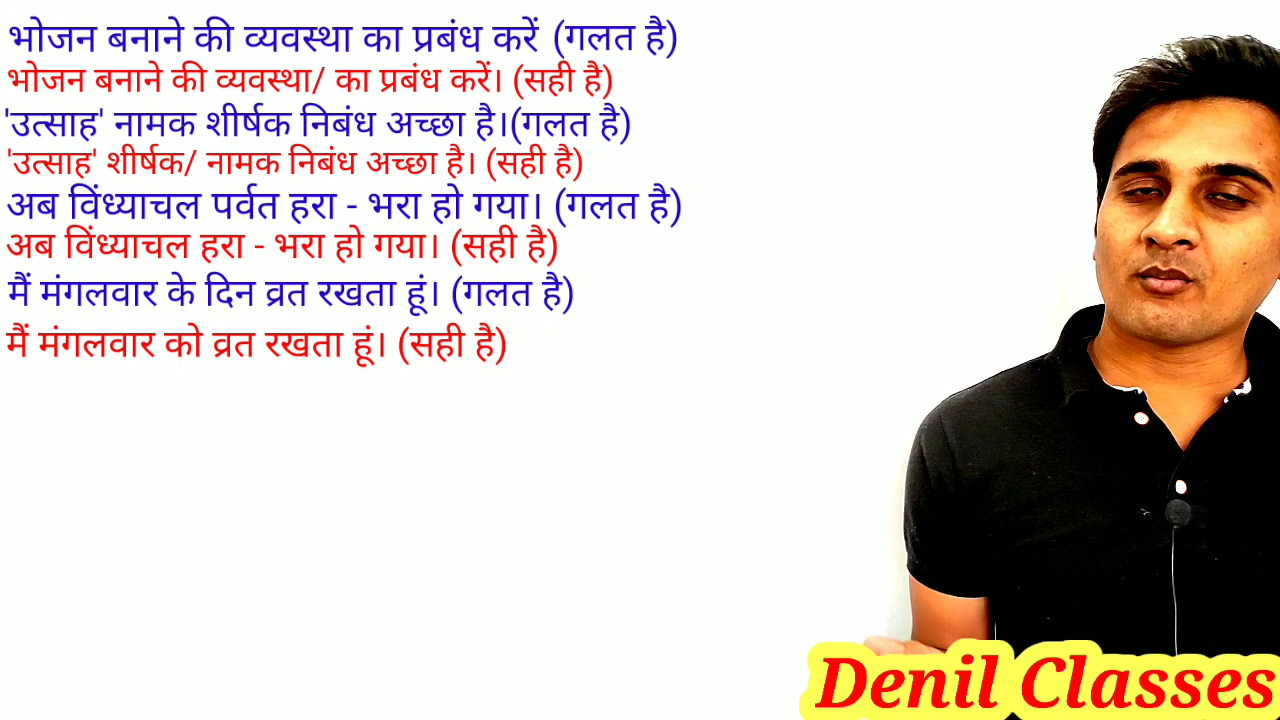 भोजन बनाने की व्यवस्था का प्रबंध करें (गलत है)
भोजन बनाने की व्यवस्था/ का प्रबंध करें। (सही है)
'उत्साह' नामक शीर्षक निबंध अच्छा है।(गलत है)
'उत्साह' शीर्षक/ नामक निबंध अच्छा है। (सही है)
अब विंध्याचल पर्वत हरा - भरा हो गया। (गलत है)
अब विंध्याचल हरा - भरा हो गया। (सही है)
मैं मंगलवार के दिन व्रत रखता हूं। (गलत है)
मैं मंगलवार को व्रत रखता हूं। (सही है)
Denil Classes